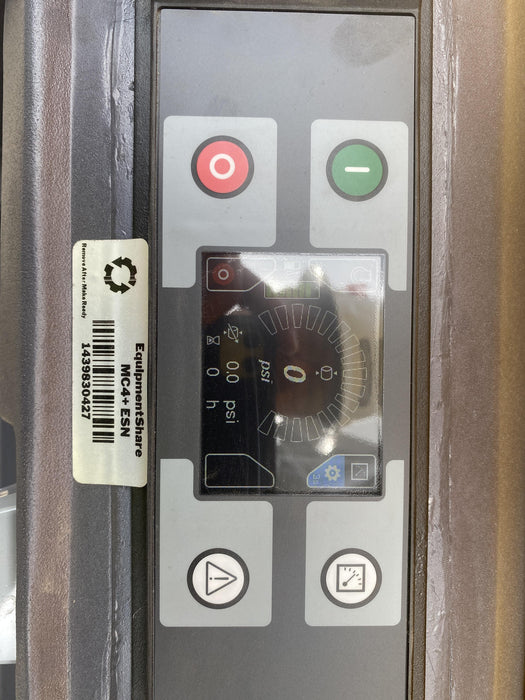 Remove After Make Ready
EquipmentShare
MC4+ ESN
1439830427
0
psi
0.0 psi
0 h